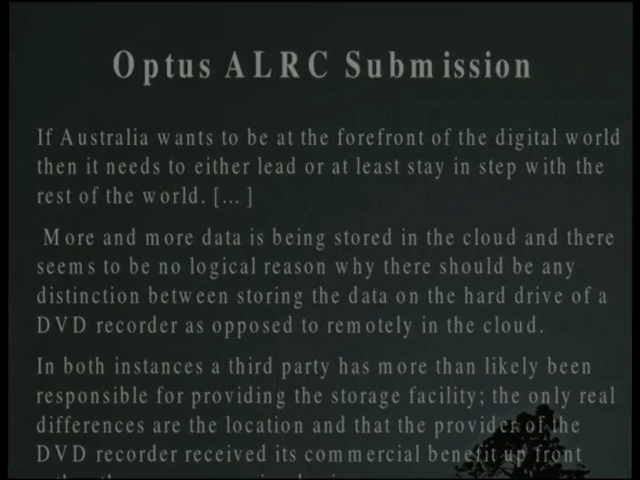 Optus ALRC Submission
If Australia wants to be at the forefront of the digital world
then it needs to either lead or at least stay in step with the
rest of the world. [... ]
More and more data is being stored in the cloud and there
seems to be no logical reason why there should be any
distinction between storing the data on the hard drive of a
DVD recorder as opposed to remotely in the cloud.
In both instances a third party has more than likely been
responsible for providing the storage facility; the only real
differences are the location and that the provider of the
DVD recorder received its commercial benefit up front